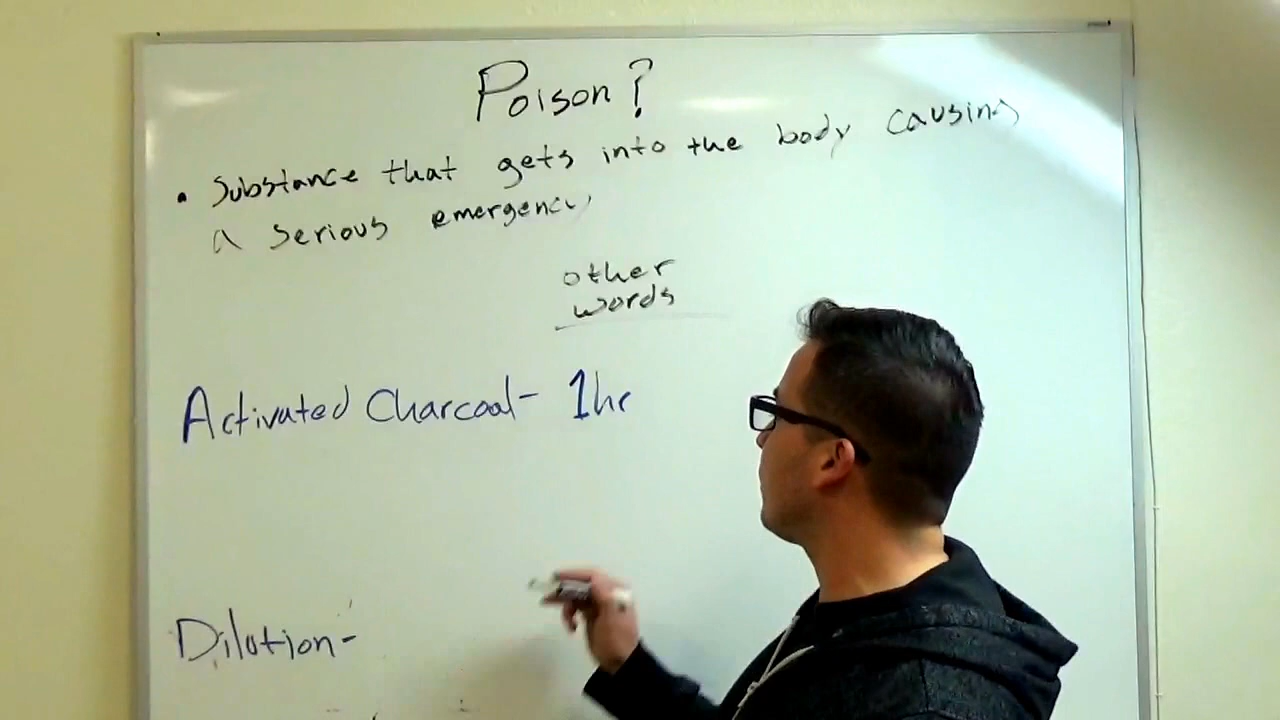 Poison?
• Substance that gets into the body causing
a serious emergency
other
words
Activated Charcoal- 1hr
Dilution-